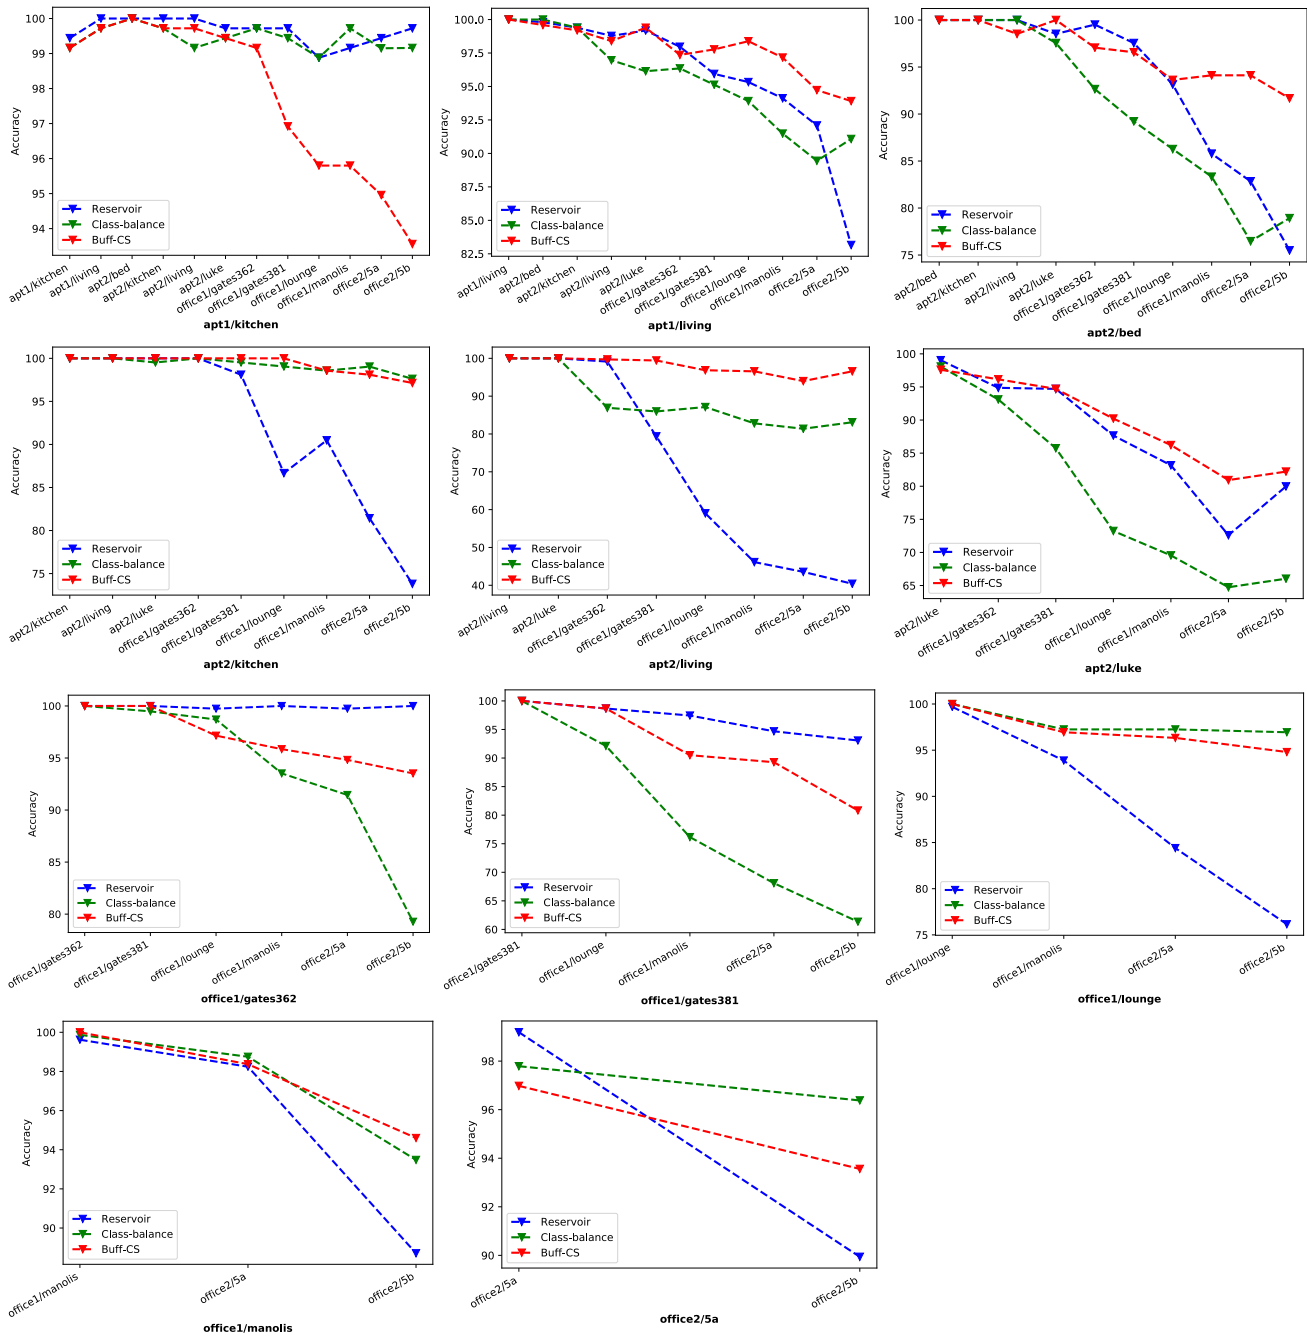 100
99
98
97
96
95
94
Accuracy
Reservoir
Class-balance
Buff-CS
apt1/kitchen
apt1/living
apt2/bed
apt2/kitchen
apt2/living
apt2/luke
office1/gates362
office1/gates381
office1/lounge
office1/manolis
office2/5a
office2/5b
apt1/kitchen
100.0
97.5
95.0
92.5
90.0
87.5
85.0
82.5
Accuracy
Reservoir
Class-balance
Buff-CS
apt1/living
apt2/bed
apt2/kitchen
apt2/living
apt2/luke
office1/gates362
office1/gates381
office1/lounge
office1/manolis
office2/5a
office2/5b
apt1/living
100
95
90
85
80
75
Accuracy
Reservoir
Class-balance
Buff-CS
apt2/bed
apt2/kitchen
apt2/living
apt2/luke
office1/gates362
office1/gates381
office1/lounge
office1/manolis
office2/5a
office2/5b
apt2/bed
100
95
90
85
80
75
Accuracy
Reservoir
Class-balance
Buff-CS
apt2/kitchen
apt2/living
apt2/luke
office1/gates362
office1/gates381
office1/lounge
office1/manolis
office2/5a
office2/5b
apt2/kitchen
100
90
80
70
60
50
40
Accuracy
Reservoir
Class-balance
Buff-CS
apt2/living
apt2/luke
office1/gates362
office1/gates381
office1/lounge
office1/manolis
office2/5a
office2/5b
apt2/living
100
95
90
85
80
75
70
65
Accuracy
Reservoir
Class-balance
Buff-CS
apt2/luke
office1/gates362
office1/gates381
office1/lounge
office1/manolis
office2/5a
office2/5b
apt2/luke
100
95
90
85
80
Accuracy
Reservoir
Class-balance
Buff-CS
office1/gates362
office1/gates381
office1/lounge
office1/manolis
office2/5a
office2/5b
office1/gates362
100
95
90
85
80
75
70
65
60
Accuracy
Reservoir
Class-balance
Buff-CS
office1/gates381
office1/lounge
office1/manolis
office2/5a
office2/5b
office1/gates381
100
95
90
85
80
75
Accuracy
Reservoir
Class-balance
Buff-CS
office1/lounge
office1/manolis
office2/5a
office2/5b
office1/lounge
100
98
96
94
92
90
Accuracy
Reservoir
Class-balance
Buff-CS
office1/manolis
office2/5a
office2/5b
office1/manolis
98
96
94
92
90
Accuracy
Reservoir
Class-balance
Buff-CS
office2/5a
office2/5b
office2/5a